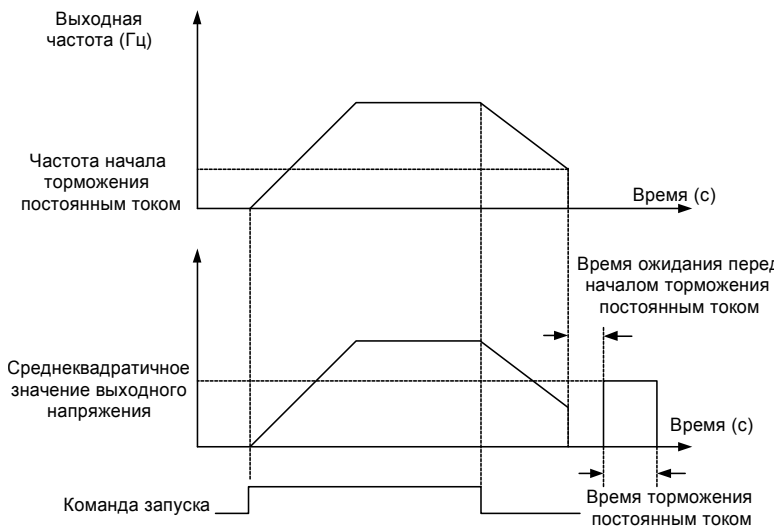 Выходная
частота (Гц)
Частота начала
торможения
постоянным током
Время (с)
Время ожидания перед
началом торможения
постоянным током
Среднеквадратичное
значение выходного
напряжения
Время (с)
Команда запуска
Время торможения
постоянным током